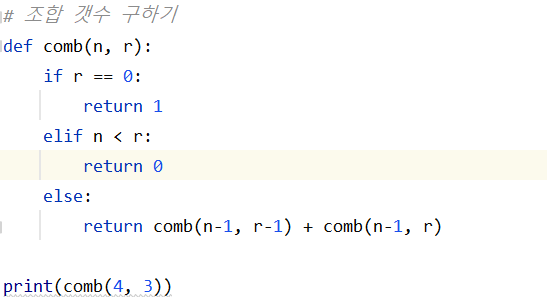 # 조합 갯수 구하기
def comb(n, r):
    if r == 0:
        return 1
    elif n < r:
        return 0
    else:
        return comb(n-1, r-1) + comb(n-1, r)

print(comb(4, 3))